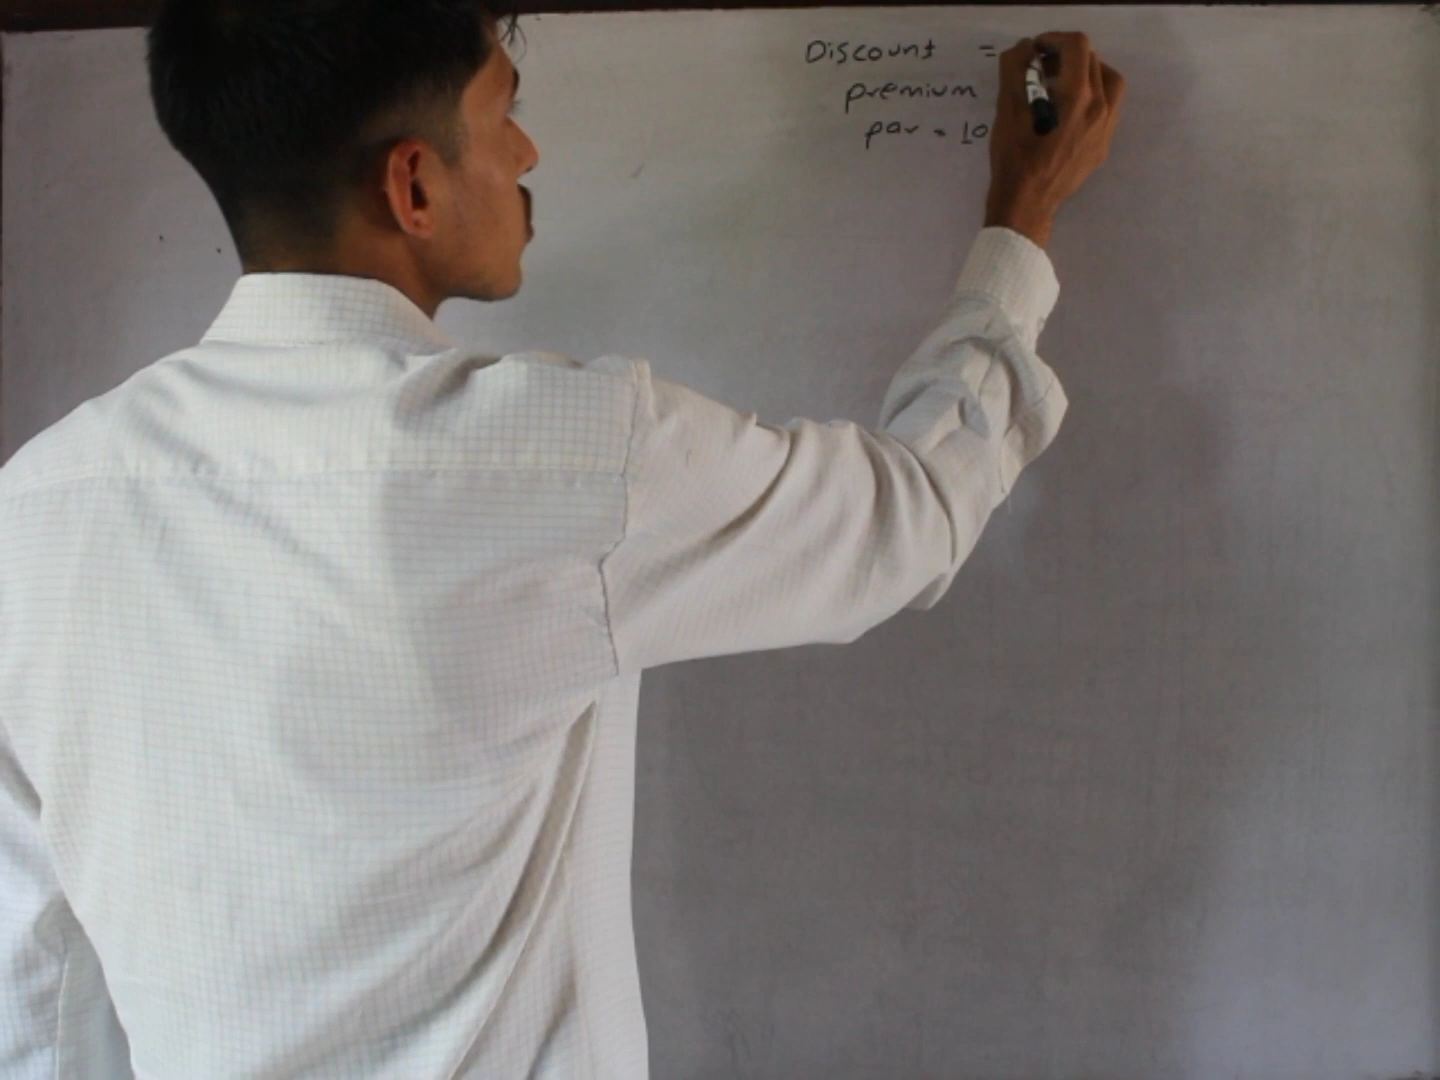 Discount =
premium
par = 10